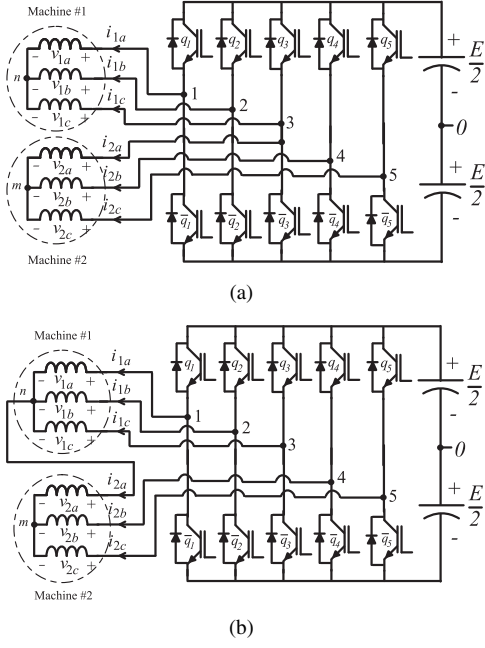 Machine #1
i1a
- v1a +
i1b
n - v1b +
i1c
- v1c +
i2a
- v2a +
i2b
m - v2b +
i2c
- v2c +
Machine #2
q1 q2 q3 q4 q5
1
2
3
4
5
q̅1 q̅2 q̅3 q̅4 q̅5
+ E/2 -
0
+ E/2 -
(a)
Machine #1
i1a
- v1a +
i1b
n - v1b +
i1c
- v1c +
i2a
- v2a +
i2b
m - v2b +
i2c
- v2c +
Machine #2
q1 q2 q3 q4 q5
1
2
3
4
5
q̅1 q̅2 q̅3 q̅4 q̅5
+ E/2 -
0
+ E/2 -
(b)